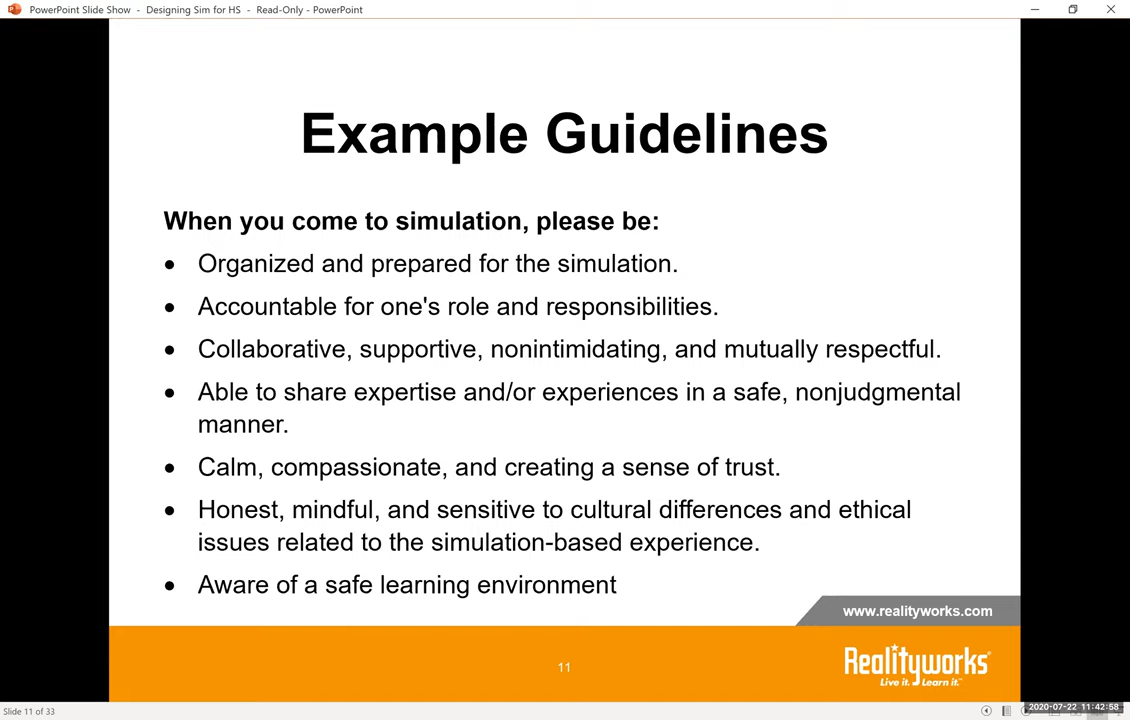 PowerPoint Slide Show - Designing Sim for HS - Read-Only - PowerPoint
Example Guidelines
When you come to simulation, please be:
• Organized and prepared for the simulation.
• Accountable for one's role and responsibilities.
• Collaborative, supportive, nonintimidating, and mutually respectful.
• Able to share expertise and/or experiences in a safe, nonjudgmental
manner.
• Calm, compassionate, and creating a sense of trust.
• Honest, mindful, and sensitive to cultural differences and ethical
issues related to the simulation-based experience.
• Aware of a safe learning environment
www.realityworks.com
11
Realityworks®
Live it. Learn it.™
Slide 11 of 33
2020-07-22 11:42:58